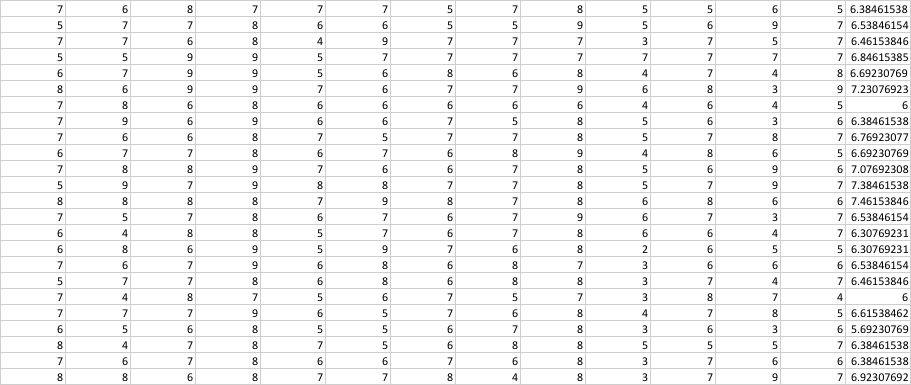 7 6 8 7 7 7 5 7 8 5 5 6 5 6.38461538
5 7 7 8 6 6 5 5 9 5 6 9 7 6.53846154
7 7 6 8 4 9 7 7 7 3 7 5 7 6.46153846
5 5 9 9 5 7 7 7 7 7 7 7 7 6.84615385
6 7 9 9 5 6 8 6 8 4 7 4 8 6.69230769
8 6 9 9 7 6 7 7 9 6 8 3 9 7.23076923
7 8 6 8 6 6 6 6 6 4 6 4 5 6
7 9 6 9 6 6 7 5 8 5 6 3 6 6.38461538
7 6 6 8 7 5 7 7 8 5 7 8 7 6.76923077
6 7 7 8 6 7 6 8 9 4 8 6 5 6.69230769
7 8 8 9 7 6 6 7 8 5 6 9 6 7.07692308
5 9 7 9 8 8 7 7 8 5 7 9 7 7.38461538
8 8 8 8 7 9 8 7 8 6 8 6 6 7.46153846
7 5 7 8 6 7 6 7 9 6 7 3 7 6.53846154
6 4 8 8 5 7 6 7 8 6 6 4 7 6.30769231
6 8 6 9 5 9 7 6 8 2 6 5 5 6.30769231
7 6 7 9 6 8 6 8 7 3 6 6 6 6.53846154
5 7 7 8 6 8 6 8 8 3 7 4 7 6.46153846
7 4 8 7 5 6 7 5 7 3 8 7 4 6
7 7 7 9 6 5 7 6 8 4 7 8 5 6.61538462
6 5 6 8 5 5 6 7 8 3 6 3 6 5.69230769
8 4 7 8 7 5 6 8 8 5 5 5 7 6.38461538
7 6 7 8 6 6 7 6 8 3 7 6 6 6.38461538
8 8 6 8 7 7 8 4 8 3 7 9 7 6.92307692